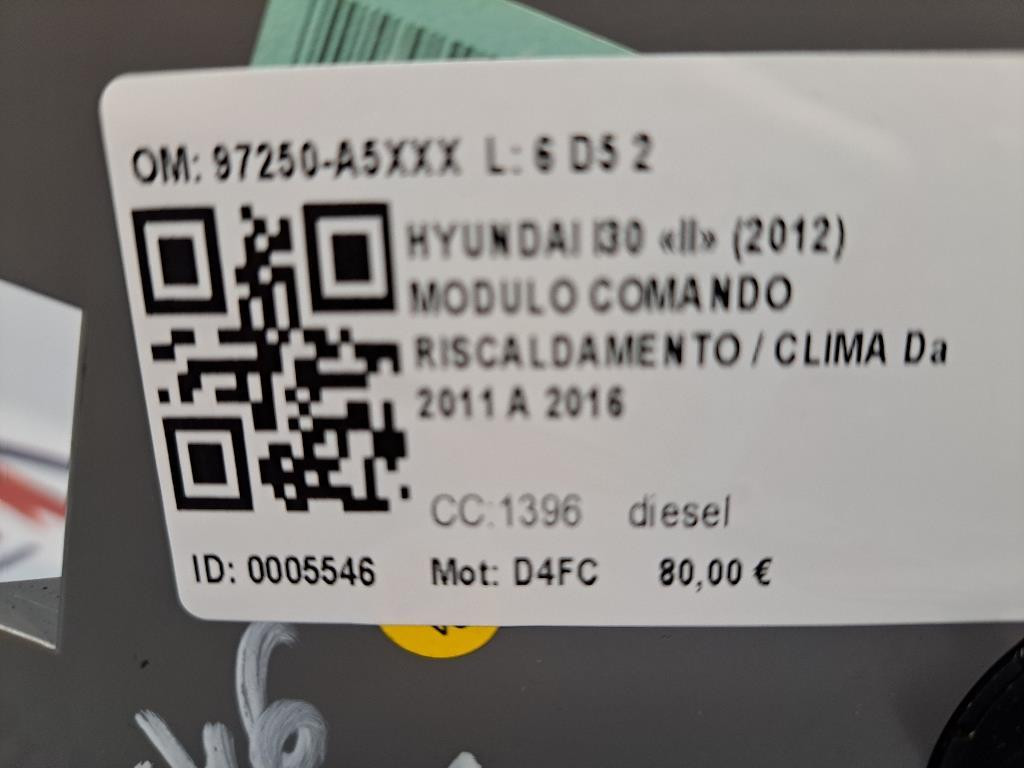 OM: 97250-A5XXX L: 6 D5 2
HYUNDAI I30 «II» (2012)
MODULO COMANDO
RISCALDAMENTO / CLIMA Da
2011 A 2016
CC:1396 diesel
ID: 0005546 Mot: D4FC 80,00 €